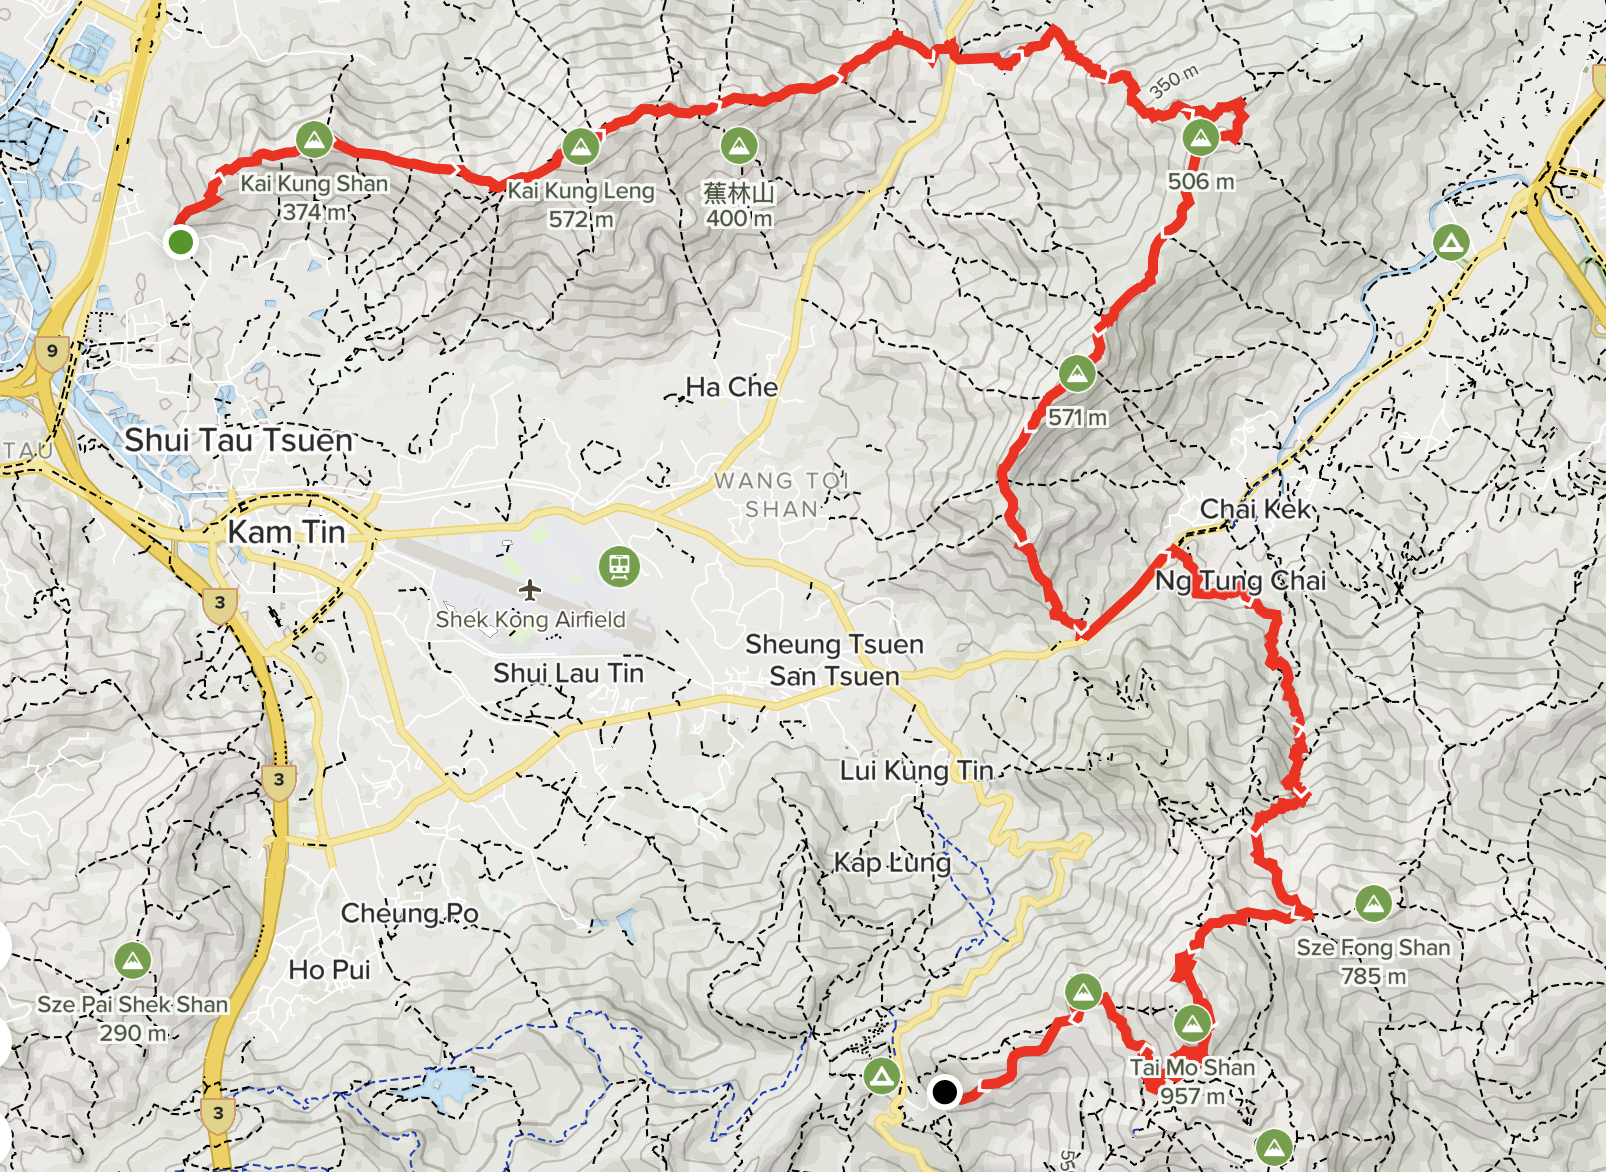 350 m
Kai Kung Shan
374 m
Kai Kung Leng
572 m
蕉林山
400 m
506 m
9
Ha Che
571 m
TAU
Shui Tau Tsuen
WANG TOI
SHAN
Chai Kek
Kam Tin
Ng Tung Chai
3
Shek Kong Airfield
Sheung Tsuen
San Tsuen
Shui Lau Tin
3
Lui Kung Tin
Kap Lung
Cheung Po
Sze Fong Shan
785 m
Ho Pui
Sze Pai Shek Shan
290 m
Tai Mo Shan
957 m
3
55